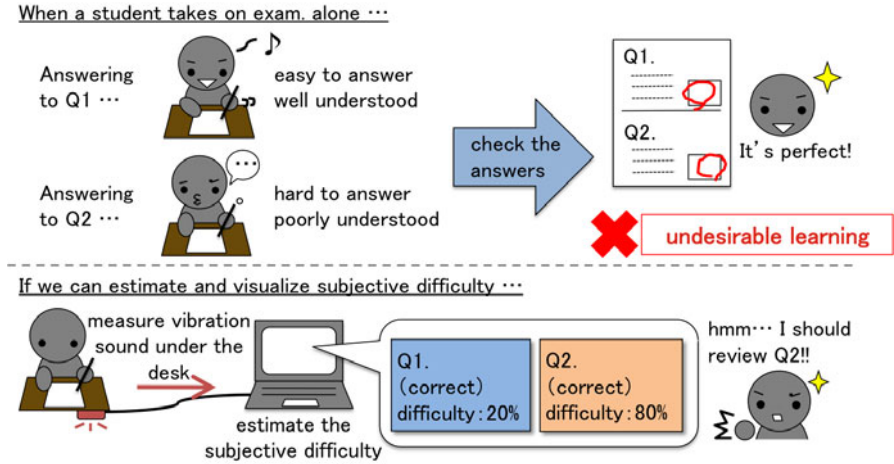 When a student takes on exam. alone …
Answering
to Q1 …
easy to answer
well understood
Answering
to Q2 …
…
hard to answer
poorly understood
check the
answers
Q1.
Q2.
It's perfect!
undesirable learning
If we can estimate and visualize subjective difficulty …
measure vibration
sound under the
desk
estimate the
subjective difficulty
Q1.
(correct)
difficulty:20%
Q2.
(correct)
difficulty:80%
hmm… I should
review Q2!!